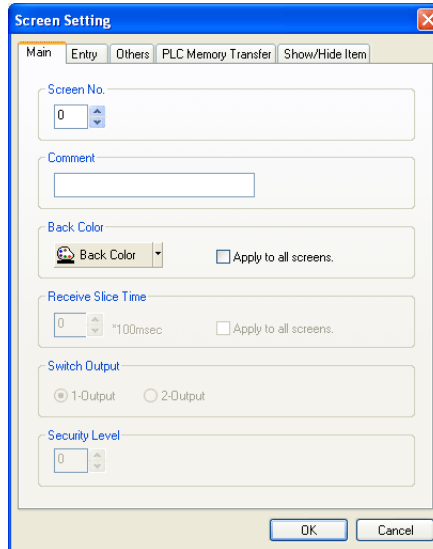 Screen Setting
Main Entry Others PLC Memory Transfer Show/Hide Item
Screen No.
0
Comment
Back Color
Back Color Apply to all screens.
Receive Slice Time
0 *100msec Apply to all screens.
Switch Output
1-Output 2-Output
Security Level
0
OK Cancel